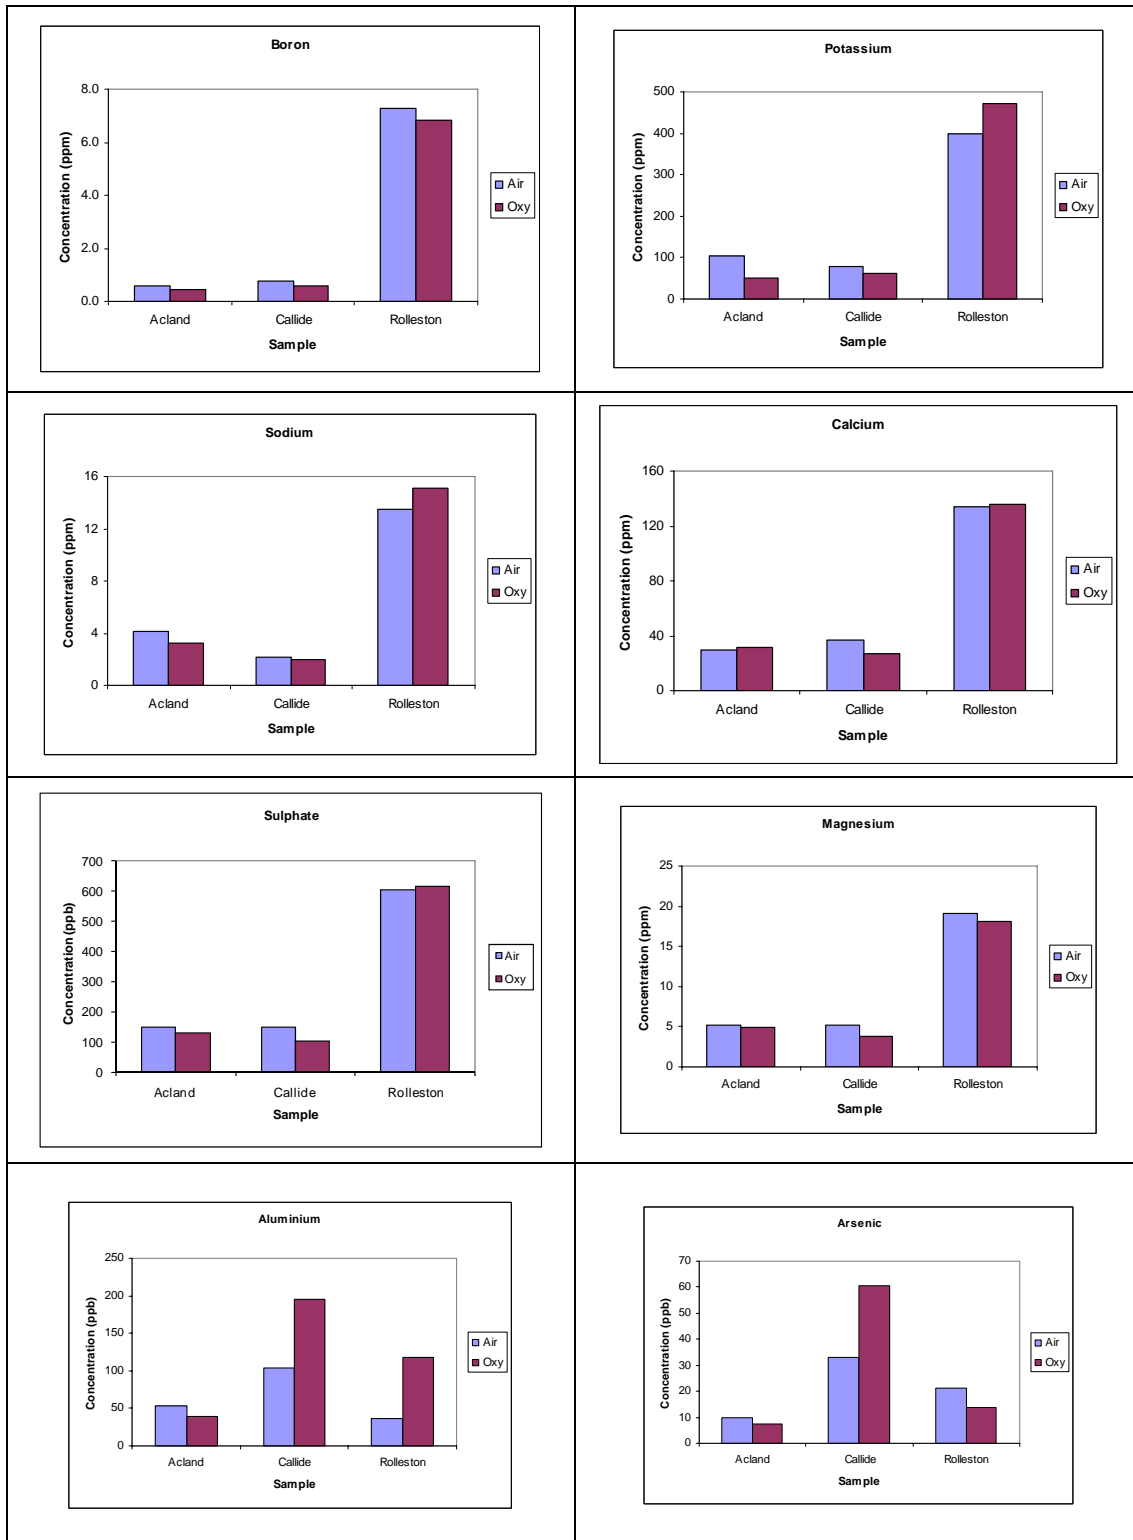 Boron
Concentration (ppm)
8.0
6.0
4.0
2.0
0.0
Acland Callide Rolleston
Sample
Air
Oxy
Potassium
Concentration (ppm)
500
400
300
200
100
0
Acland Callide Rolleston
Sample
Air
Oxy
Sodium
Concentration (ppm)
16
12
8
4
0
Acland Callide Rolleston
Sample
Air
Oxy
Calcium
Concentration (ppm)
160
120
80
40
0
Acland Callide Rolleston
Sample
Air
Oxy
Sulphate
Concentration (ppb)
700
600
500
400
300
200
100
0
Acland Callide Rolleston
Sample
Air
Oxy
Magnesium
Concentration (ppm)
25
20
15
10
5
0
Acland Callide Rolleston
Sample
Air
Oxy
Aluminium
Concentration (ppb)
250
200
150
100
50
0
Acland Callide Rolleston
Sample
Air
Oxy
Arsenic
Concentration (ppb)
70
60
50
40
30
20
10
0
Acland Callide Rolleston
Sample
Air
Oxy